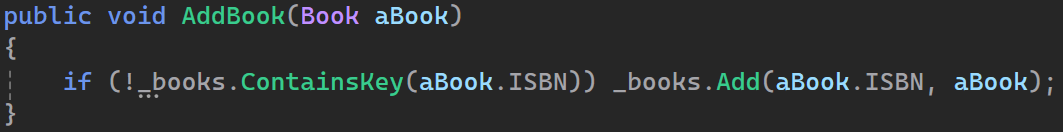 public void AddBook(Book aBook)
{
if (!_books.ContainsKey(aBook.ISBN)) _books.Add(aBook.ISBN, aBook);
}